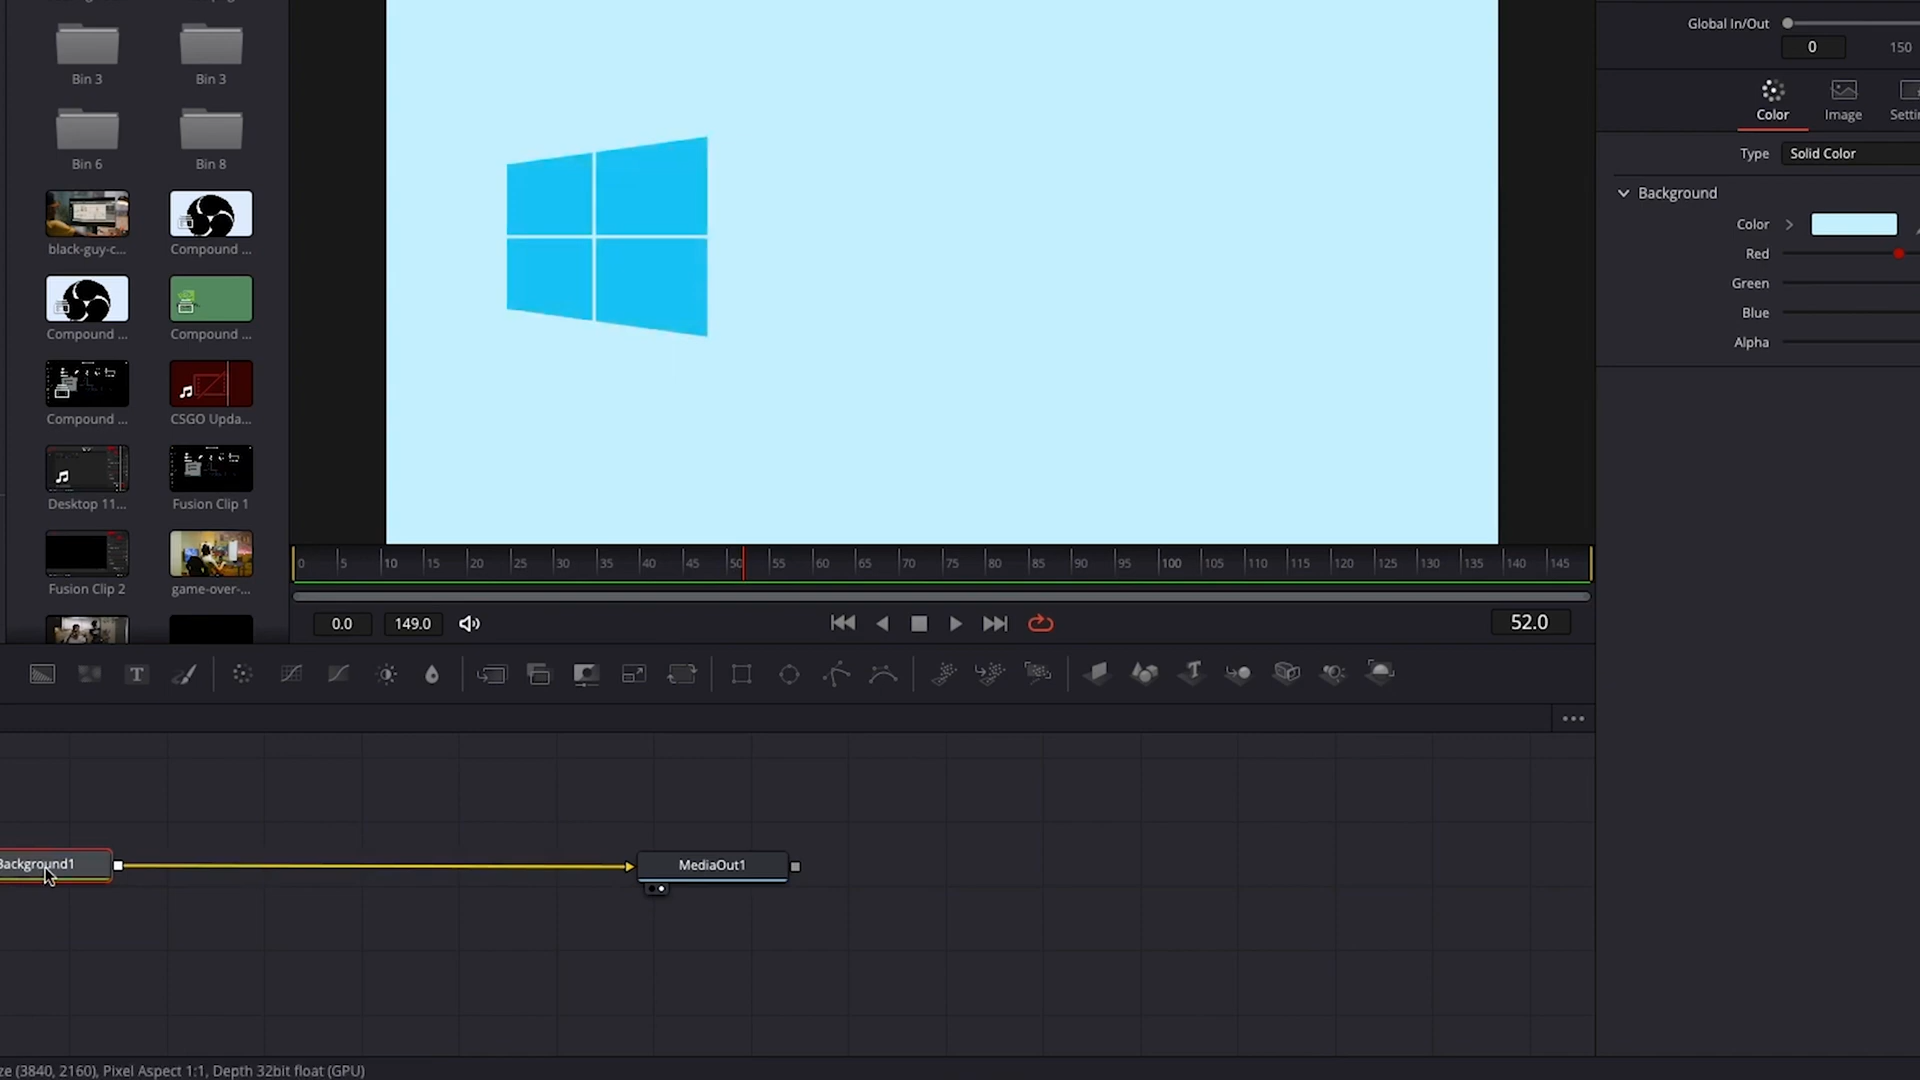 Bin 3
Bin 3
Bin 6
Bin 8
black-guy-c...
Compound ...
Compound ...
Compound ...
Compound ...
CSGO Upda...
Desktop 11...
Fusion Clip 1
Fusion Clip 2
game-over-...
0 5 10 15 20 25 30 35 40 45 50 55 60 65 70 75 80 85 90 95 100 105 110 115 120 125 130 135 140 145
0.0 149.0 52.0
T
Background1
MediaOut1
ze (3840, 2160), Pixel Aspect 1:1, Depth 32bit float (GPU)
Global In/Out
0 150
Color Image Settin
Type Solid Color
Background
Color
Red
Green
Blue
Alpha